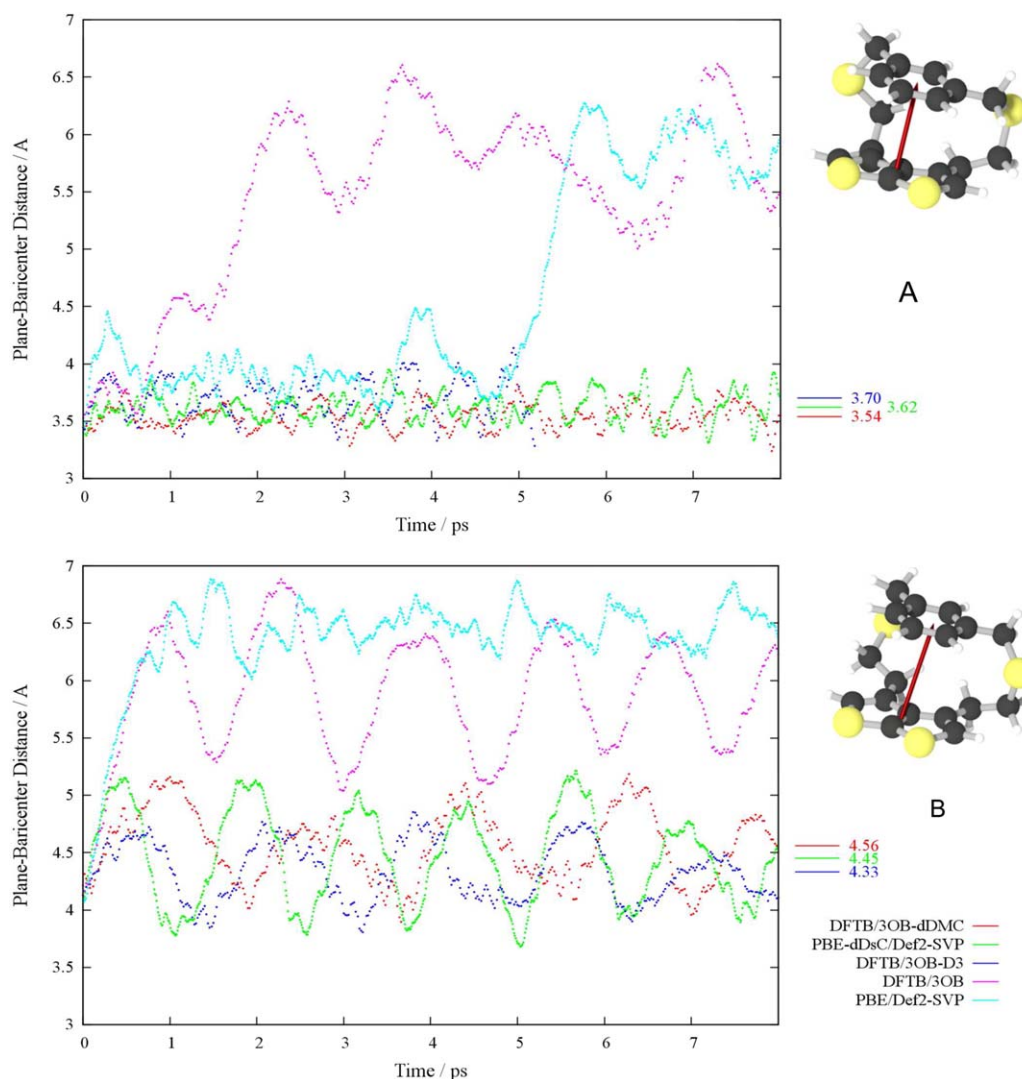 7
6.5
6
5.5
5
4.5
4
3.5
3
Plane-Baricenter Distance / A
0 1 2 3 4 5 6 7
Time / ps
A
3.70
3.62
3.54
7
6.5
6
5.5
5
4.5
4
3.5
3
Plane-Baricenter Distance / A
0 1 2 3 4 5 6 7
Time / ps
B
4.56
4.45
4.33
DFTB/3OB-dDMC
PBE-dDsC/Def2-SVP
DFTB/3OB-D3
DFTB/3OB
PBE/Def2-SVP